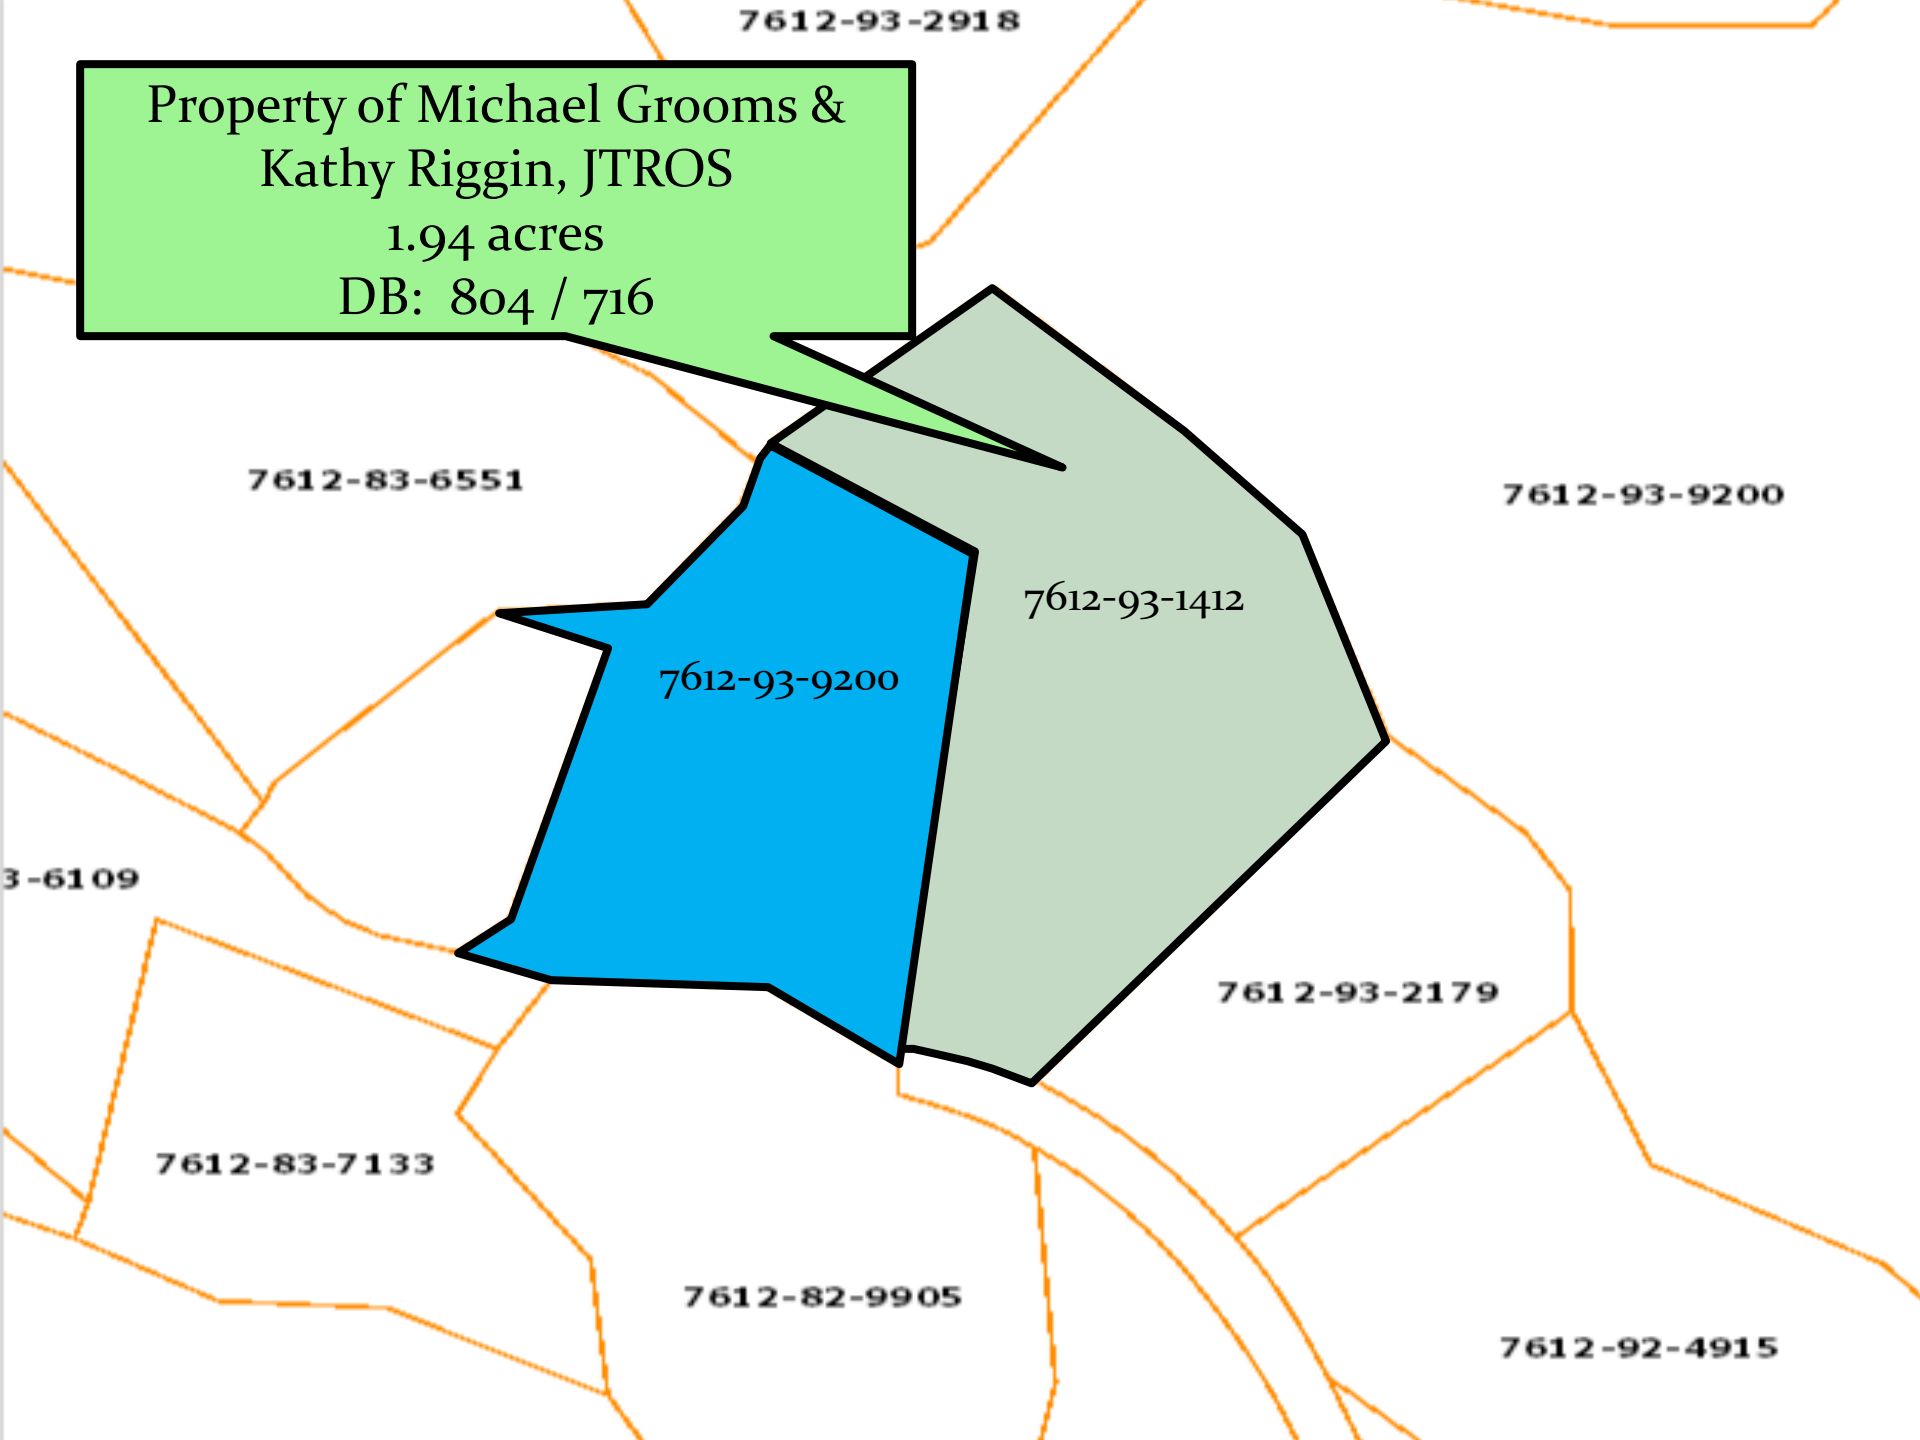 7612-93-2918
Property of Michael Grooms &
Kathy Riggin, JTROS
1.94 acres
DB: 804 / 716
7612-83-6551
7612-93-9200
7612-93-1412
7612-93-9200
3-6109
7612-93-2179
7612-83-7133
7612-82-9905
7612-92-4915